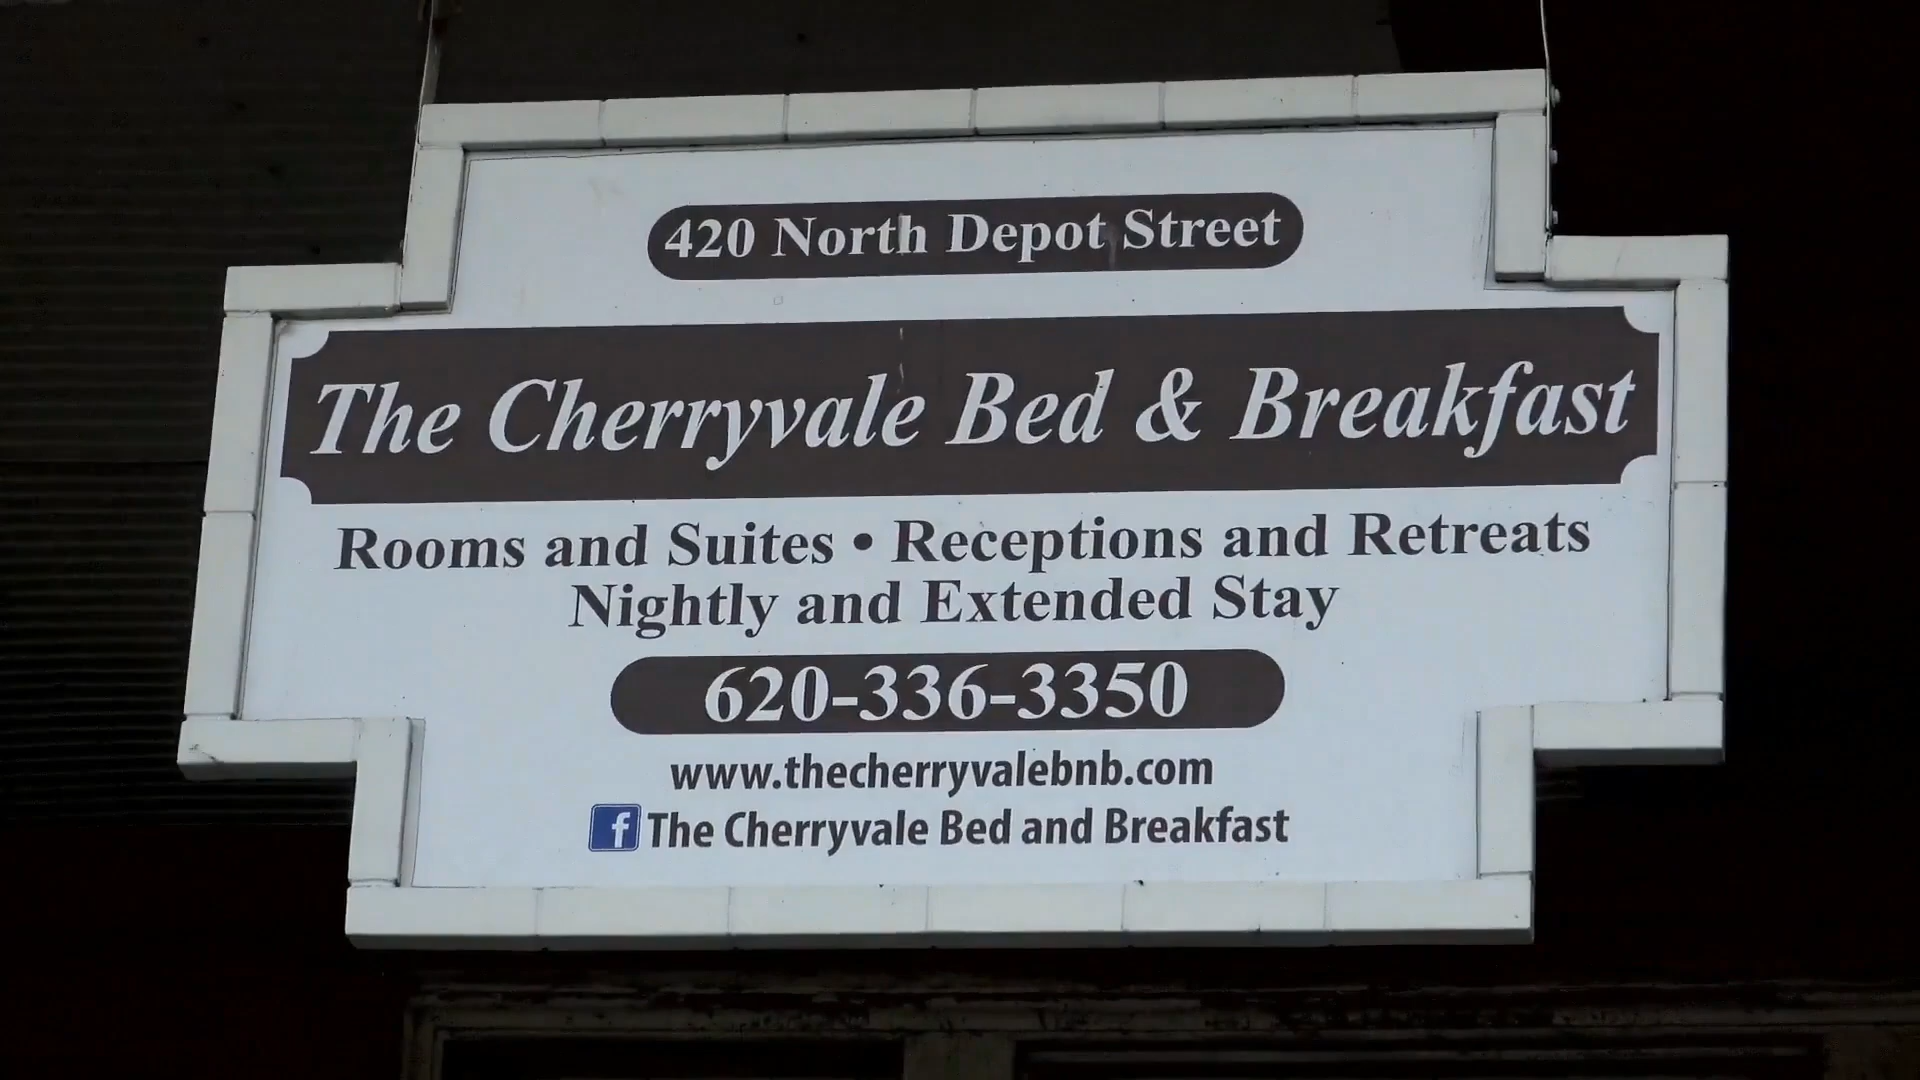 420 North Depot Street
The Cherryvale Bed & Breakfast
Rooms and Suites • Receptions and Retreats
Nightly and Extended Stay
620-336-3350
www.thecherryvalebnb.com
f The Cherryvale Bed and Breakfast